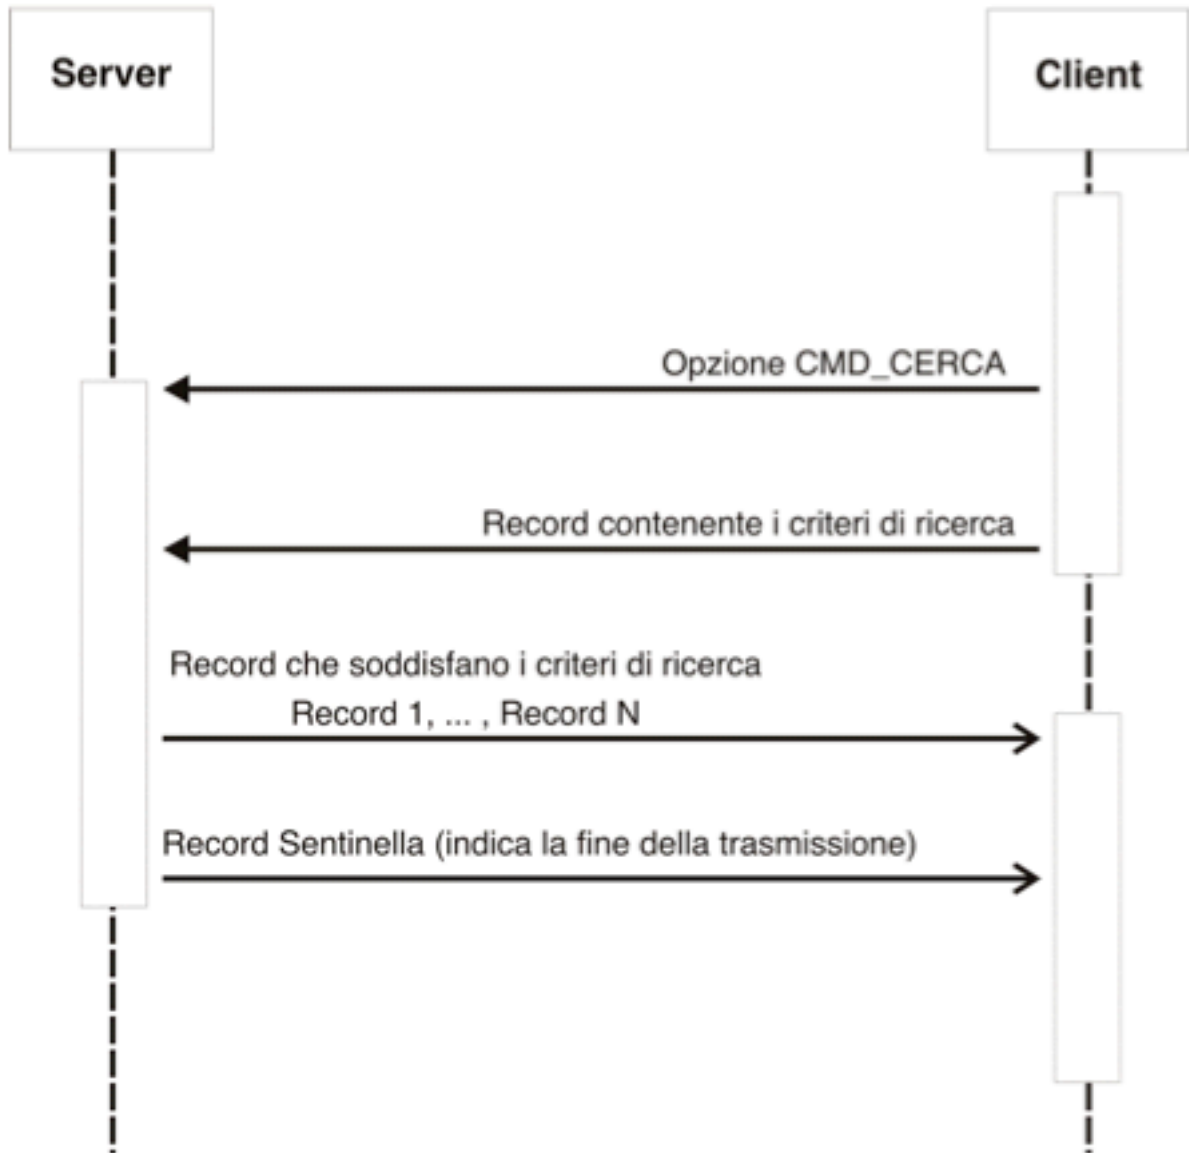 Server
Client
Opzione CMD_CERCA
Record contenente i criteri di ricerca
Record che soddisfano i criteri di ricerca
Record 1, ... , Record N
Record Sentinella (indica la fine della trasmissione)